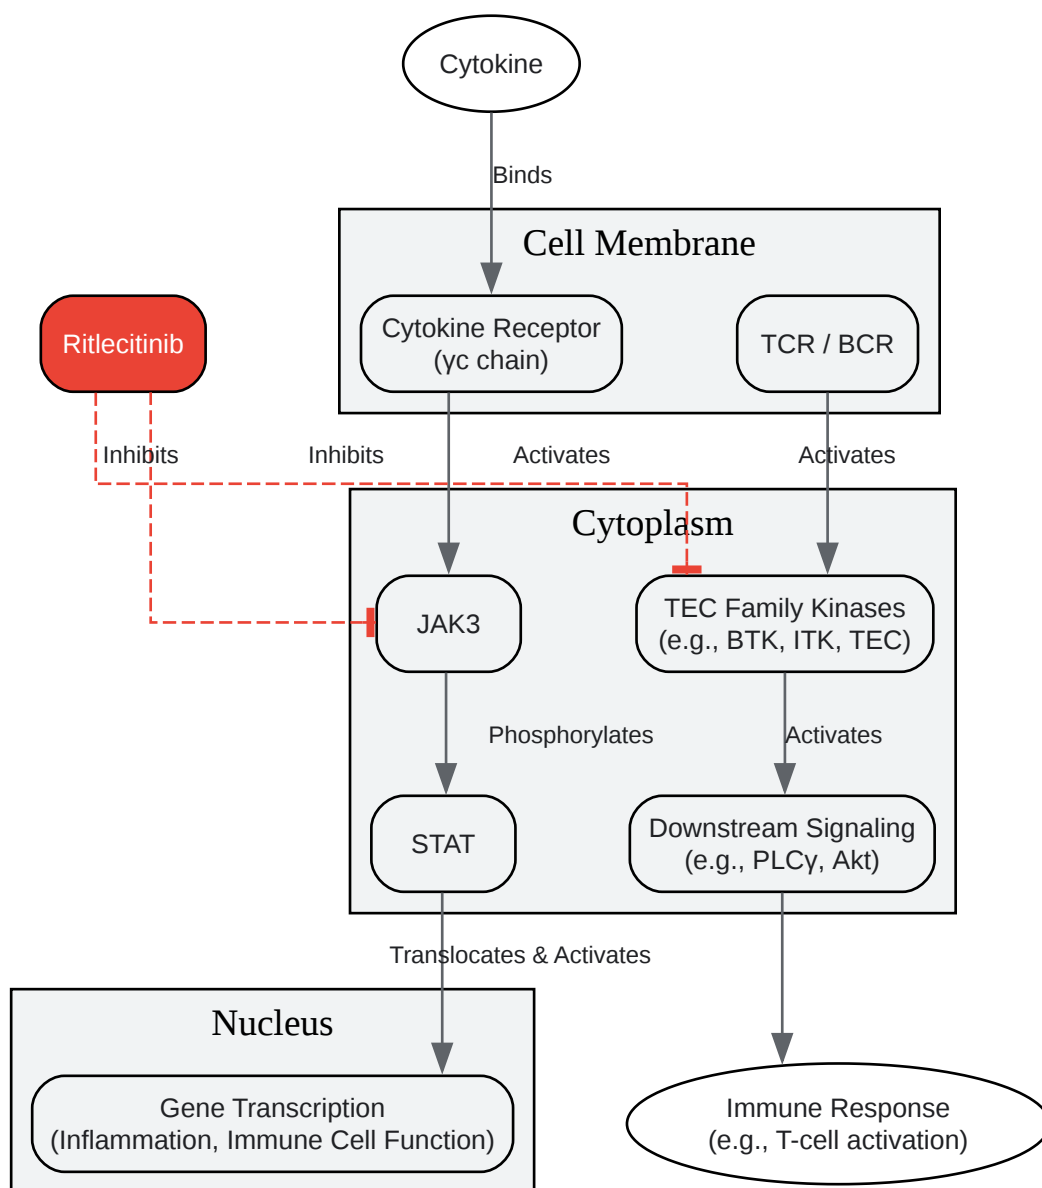 Cytokine
Binds
Cell Membrane
Ritlecitinib
Cytokine Receptor
(γc chain)
TCR / BCR
Inhibits
Inhibits
Activates
Activates
Cytoplasm
JAK3
TEC Family Kinases
(e.g., BTK, ITK, TEC)
Phosphorylates
Activates
STAT
Downstream Signaling
(e.g., PLCγ, Akt)
Translocates & Activates
Nucleus
Gene Transcription
(Inflammation, Immune Cell Function)
Immune Response
(e.g., T-cell activation)